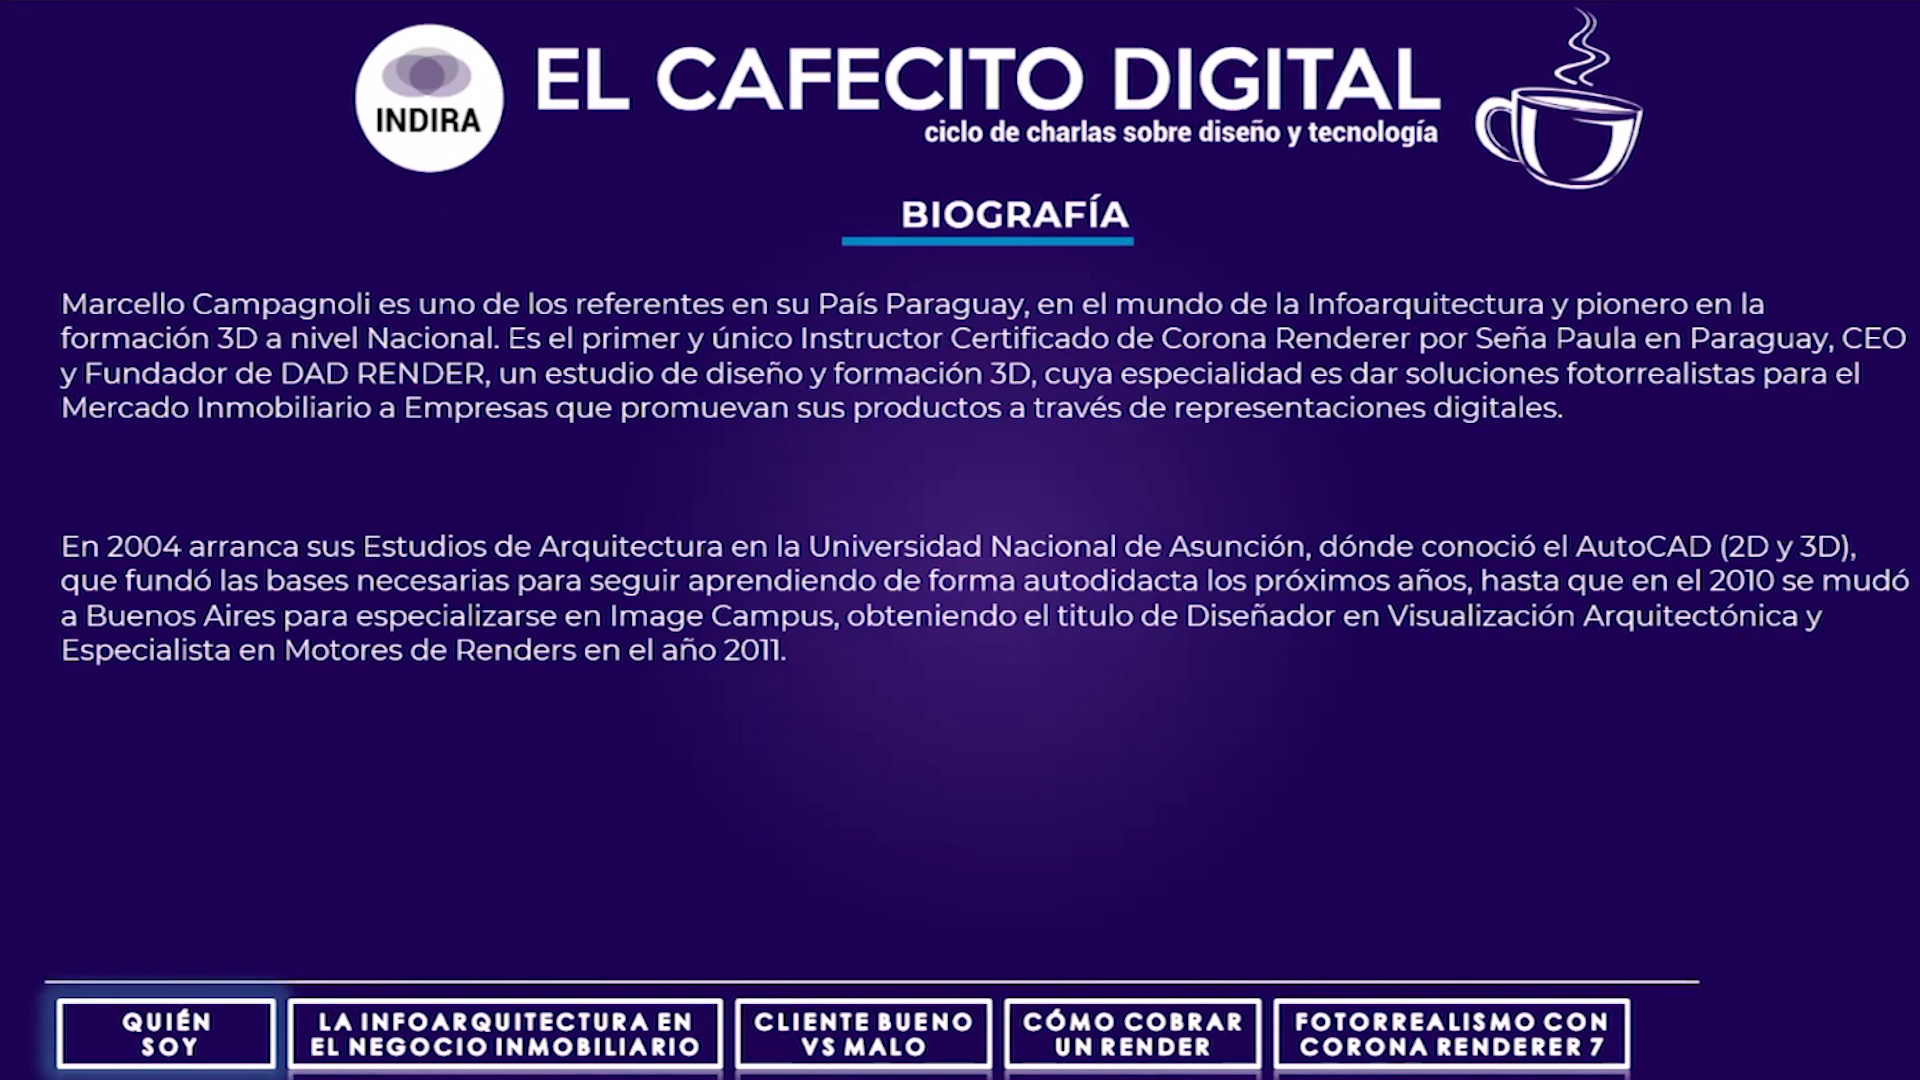 INDIRA
EL CAFECITO DIGITAL
ciclo de charlas sobre diseño y tecnología
BIOGRAFÍA
Marcello Campagnoli es uno de los referentes en su País Paraguay, en el mundo de la Infoarquitectura y pionero en la
formación 3D a nivel Nacional. Es el primer y único Instructor Certificado de Corona Renderer por Seña Paula en Paraguay, CEO
y Fundador de DAD RENDER, un estudio de diseño y formación 3D, cuya especialidad es dar soluciones fotorrealistas para el
Mercado Inmobiliario a Empresas que promuevan sus productos a través de representaciones digitales.
En 2004 arranca sus Estudios de Arquitectura en la Universidad Nacional de Asunción, dónde conoció el AutoCAD (2D y 3D),
que fundó las bases necesarias para seguir aprendiendo de forma autodidacta los próximos años, hasta que en el 2010 se mudó
a Buenos Aires para especializarse en Image Campus, obteniendo el titulo de Diseñador en Visualización Arquitectónica y
Especialista en Motores de Renders en el año 2011.
QUIÉN
SOY
LA INFOARQUITECTURA EN
EL NEGOCIO INMOBILIARIO
CLIENTE BUENO
VS MALO
CÓMO COBRAR
UN RENDER
FOTORREALISMO CON
CORONA RENDERER 7